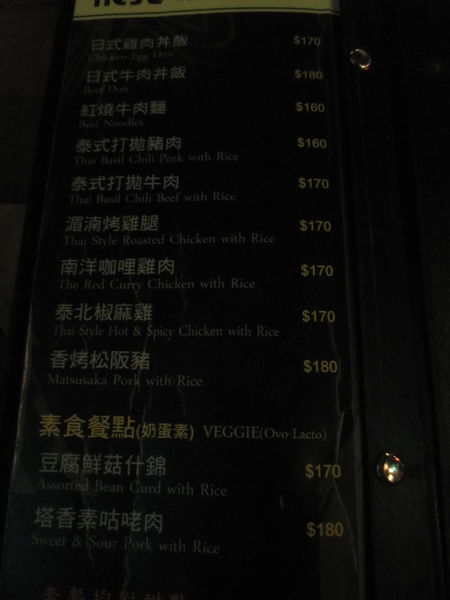 日式雞肉丼飯 $170
Chicken Egg Don
日式牛肉丼飯 $180
Beef Don
紅燒牛肉麵 $160
Beef Noodles
泰式打拋豬肉 $160
Thai Basil Chili Pork with Rice
泰式打拋牛肉 $170
Thai Basil Chili Beef with Rice
湄湳烤雞腿 $170
Thai Style Roasted Chicken with Rice
南洋咖哩雞肉 $170
The Red Curry Chicken with Rice
泰北椒麻雞 $170
Thai Style Hot & Spicy Chicken with Rice
香烤松阪豬 $180
Matsusaka Pork with Rice
素食餐點(奶蛋素) VEGGIE(Ovo-Lacto)
豆腐鮮菇什錦 $170
Assorted Bean Curd with Rice
塔香素咕咾肉 $180
Sweet & Sour Pork with Rice
套餐均附甜點